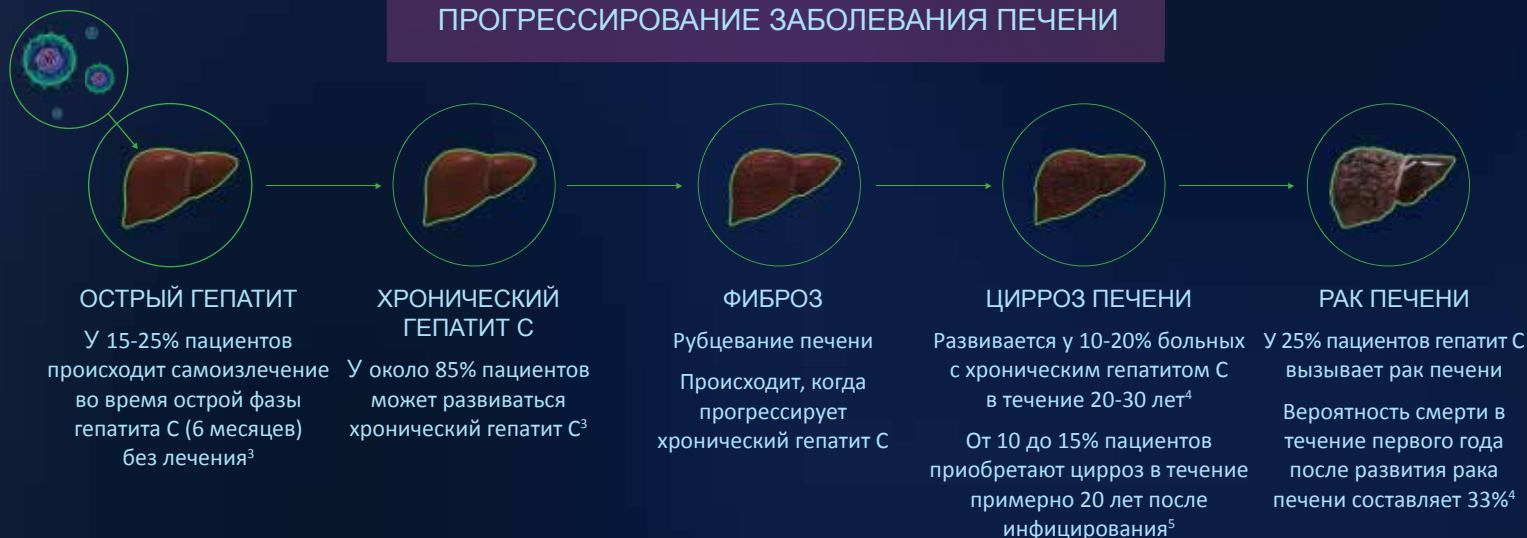 ПРОГРЕССИРОВАНИЕ ЗАБОЛЕВАНИЯ ПЕЧЕНИ
ОСТРЫЙ ГЕПАТИТ
У 15-25% пациентов
происходит самоизлечение
во время острой фазы
гепатита С (6 месяцев)
без лечения³
ХРОНИЧЕСКИЙ
ГЕПАТИТ С
У около 85% пациентов
может развиваться
хронический гепатит С³
ФИБРОЗ
Рубцевание печени
Происходит, когда
прогрессирует
хронический гепатит С
ЦИРРОЗ ПЕЧЕНИ
Развивается у 10-20% больных
с хроническим гепатитом С
в течение 20-30 лет⁴
От 10 до 15% пациентов
приобретают цирроз в течение
примерно 20 лет после
инфицирования⁵
РАК ПЕЧЕНИ
У 25% пациентов гепатит С
вызывает рак печени
Вероятность смерти в
течение первого года
после развития рака
печени составляет 33%⁴